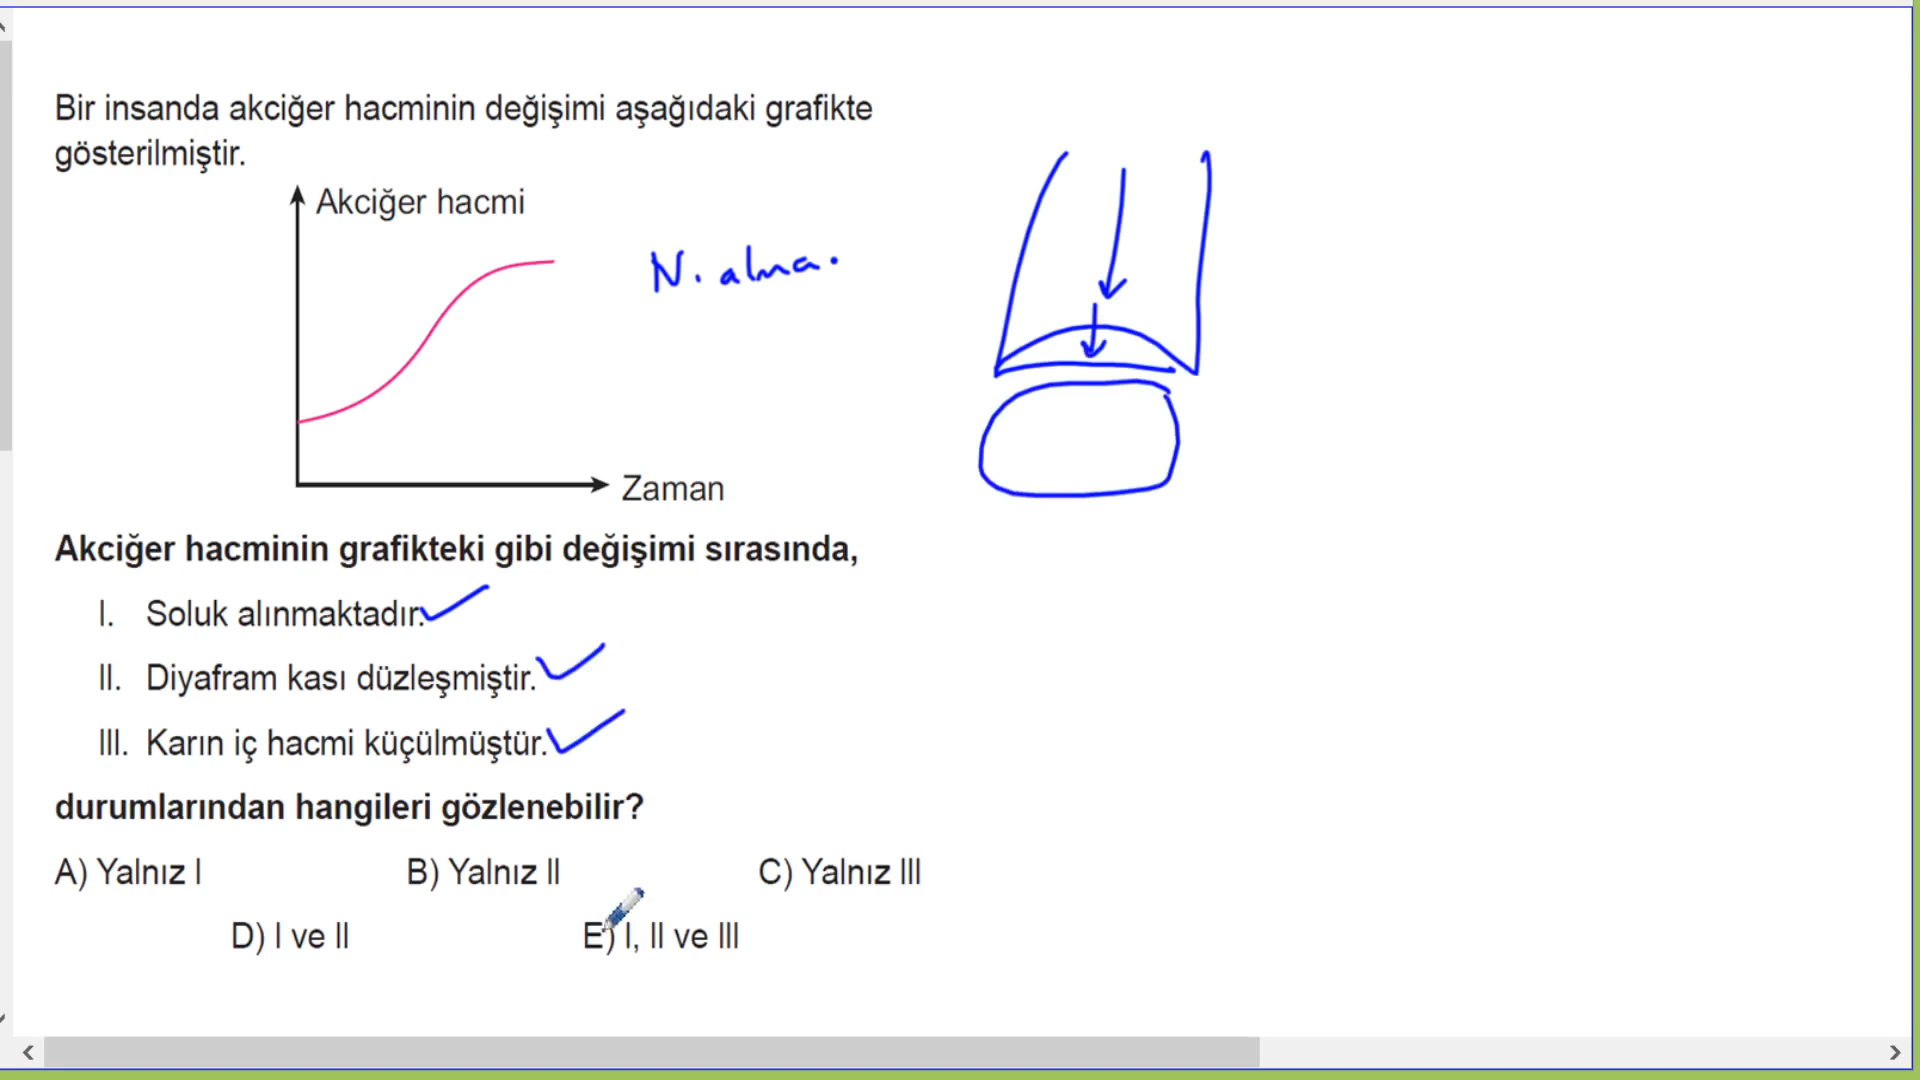 Bir insanda akciğer hacminin değişimi aşağıdaki grafikte
gösterilmiştir.
Akciğer hacmi
N. alma.
Zaman
Akciğer hacminin grafikteki gibi değişimi sırasında,
I. Soluk alınmaktadır.
II. Diyafram kası düzleşmiştir.
III. Karın iç hacmi küçülmüştür.
durumlarından hangileri gözlenebilir?
A) Yalnız I B) Yalnız II C) Yalnız III
D) I ve II E) I, II ve III